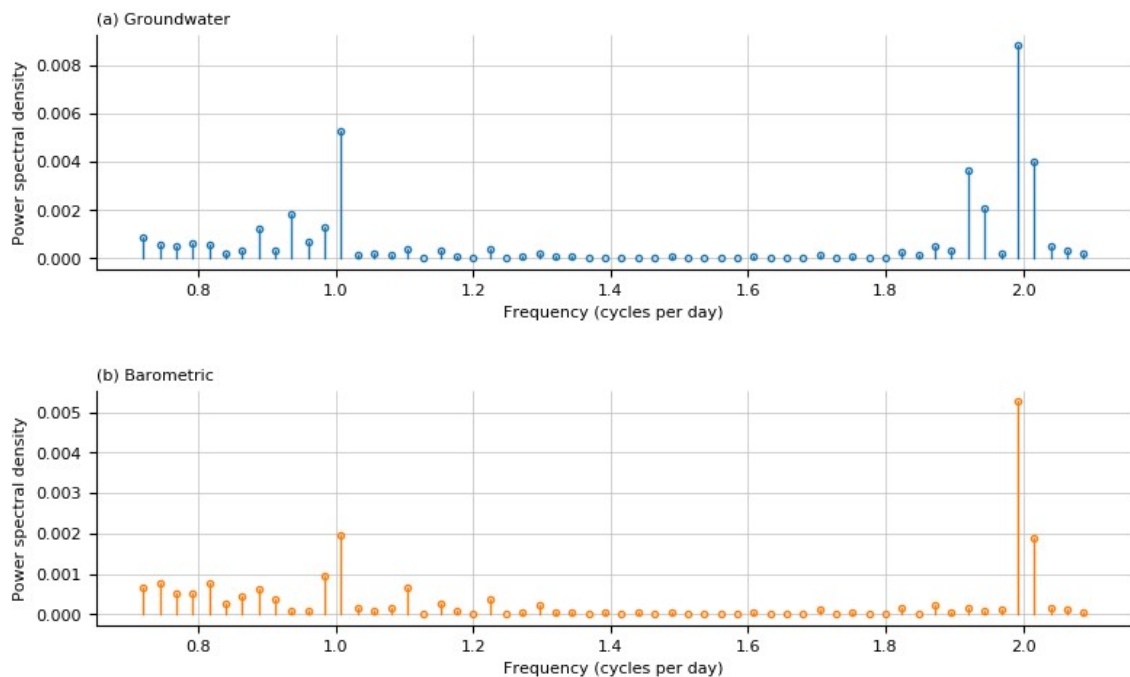 (a) Groundwater
Power spectral density
0.008
0.006
0.004
0.002
0.000
0.8 1.0 1.2 1.4 1.6 1.8 2.0
Frequency (cycles per day)
(b) Barometric
Power spectral density
0.005
0.004
0.003
0.002
0.001
0.000
0.8 1.0 1.2 1.4 1.6 1.8 2.0
Frequency (cycles per day)